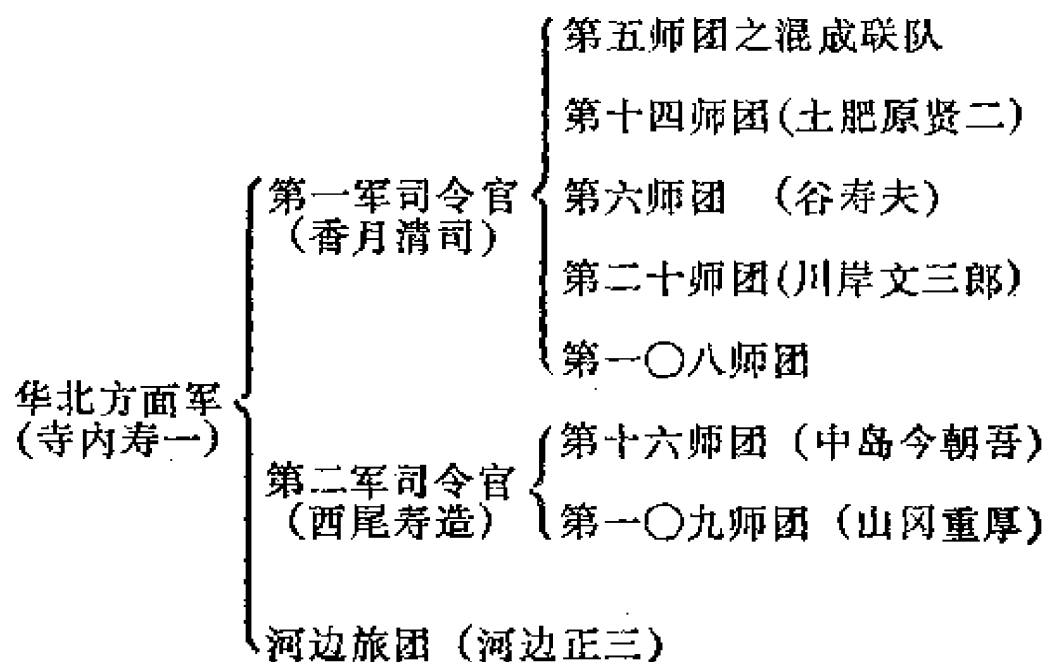 第五师团之混成联队
第十四师团(土肥原贤二)
第一军司令官
(香月清司)
第六师团 (谷寿夫)
第二十师团(川岸文三郎)
第一〇八师团
华北方面军
(寺内寿一)
第十六师团 (中岛今朝吾)
第二军司令官
(西尾寿造)
第一〇九师团 (山冈重厚)
河边旅团 (河边正三)